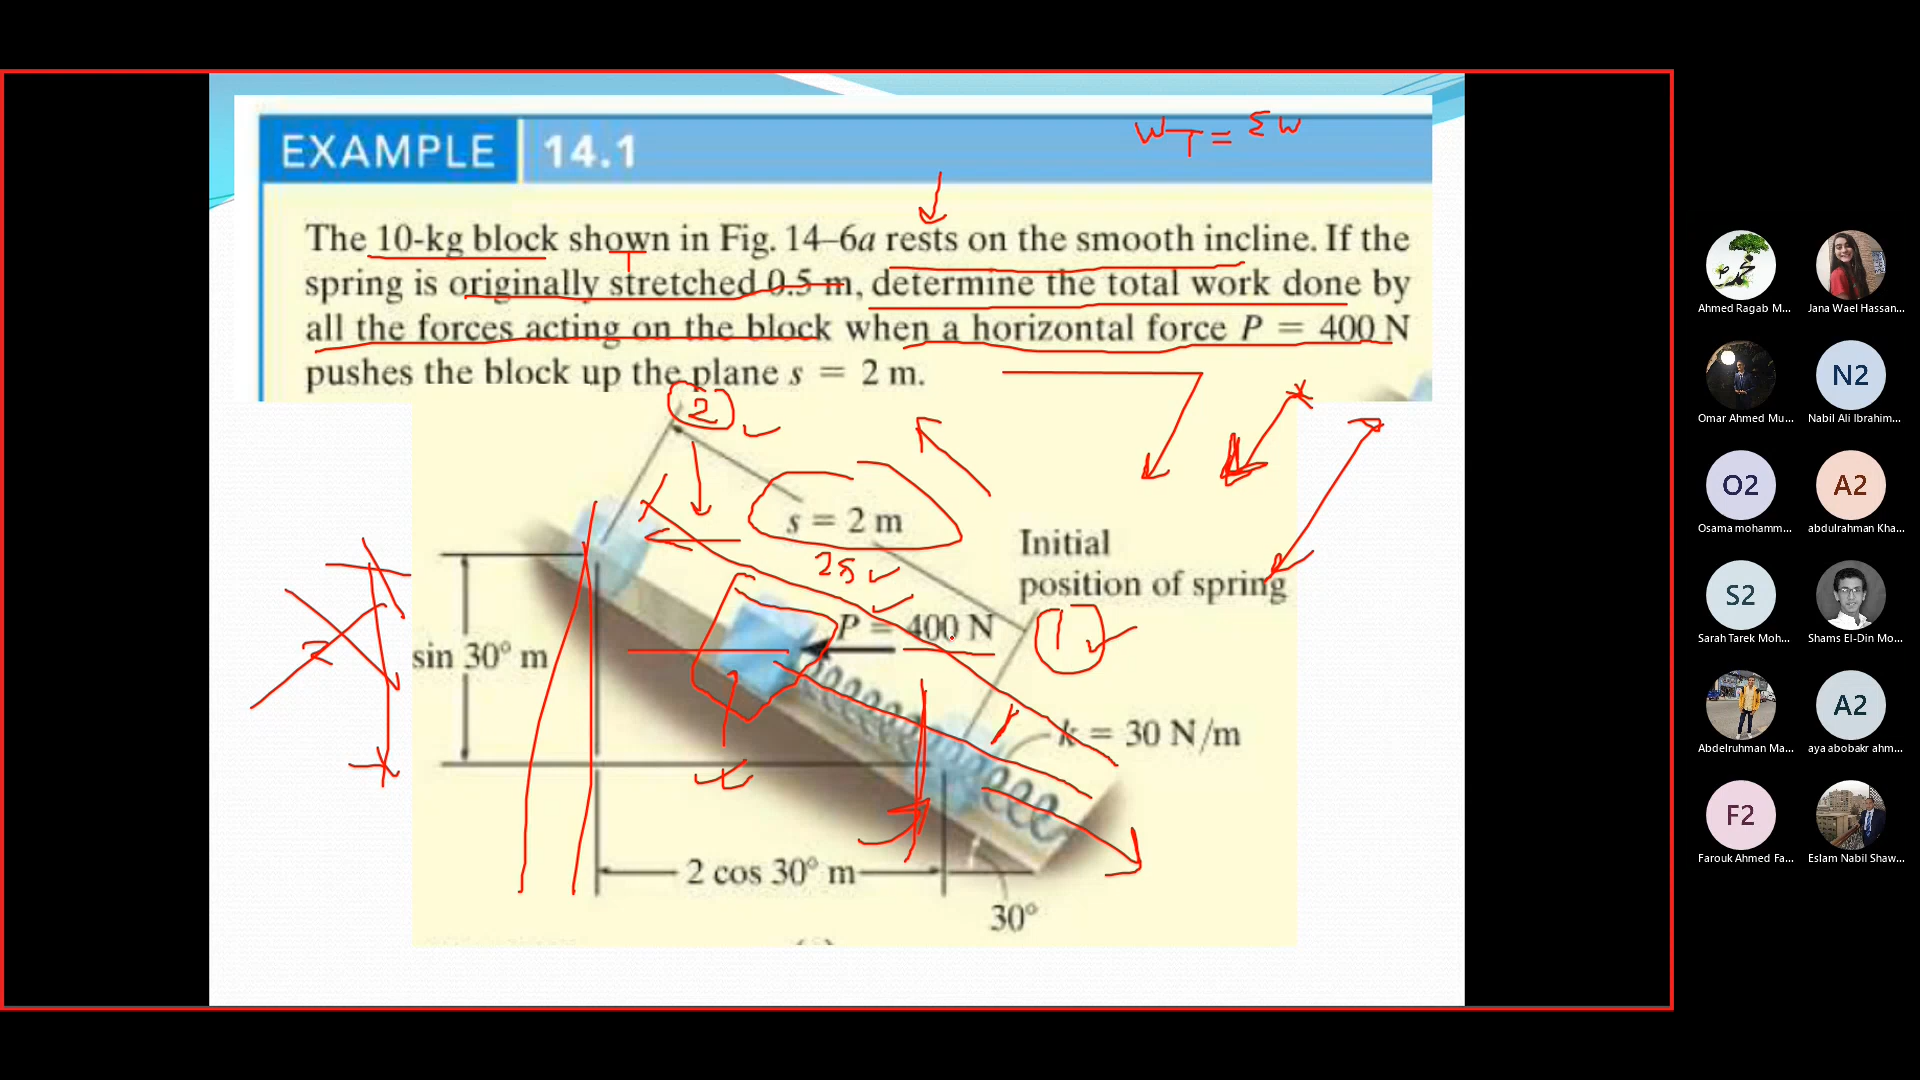 W_T = ΣW
EXAMPLE 14.1
The 10-kg block shown in Fig. 14–6a rests on the smooth incline. If the
spring is originally stretched 0.5 m, determine the total work done by
all the forces acting on the block when a horizontal force P = 400 N
pushes the block up the plane s = 2 m.
2
s = 2 m
Initial
position of spring
1
P = 400 N
sin 30° m
2
k = 30 N/m
2 cos 30° m
30°
Ahmed Ragab M...
Jana Wael Hassan...
Omar Ahmed Mu...
N2
Nabil Ali Ibrahim...
O2
Osama mohamm...
A2
abdulrahman Kha...
S2
Sarah Tarek Moh...
Shams El-Din Mo...
Abdelruhman Ma...
A2
aya abobakr ahm...
F2
Farouk Ahmed Fa...
Eslam Nabil Shaw...